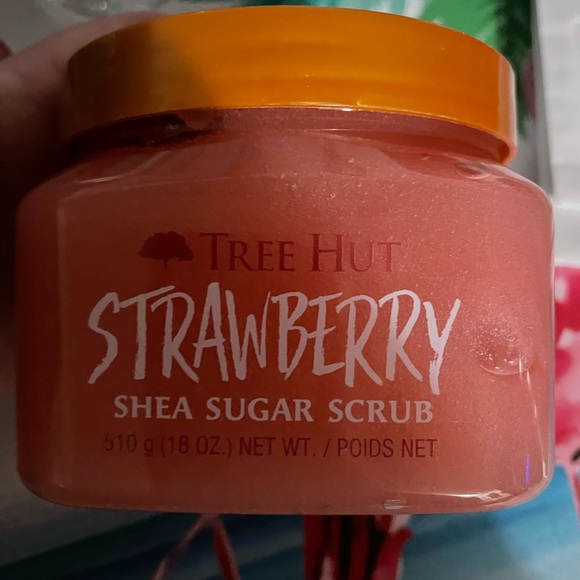 TREE HUT
STRAWBERRY
SHEA SUGAR SCRUB
510 g (18 OZ.) NET WT. / POIDS NET